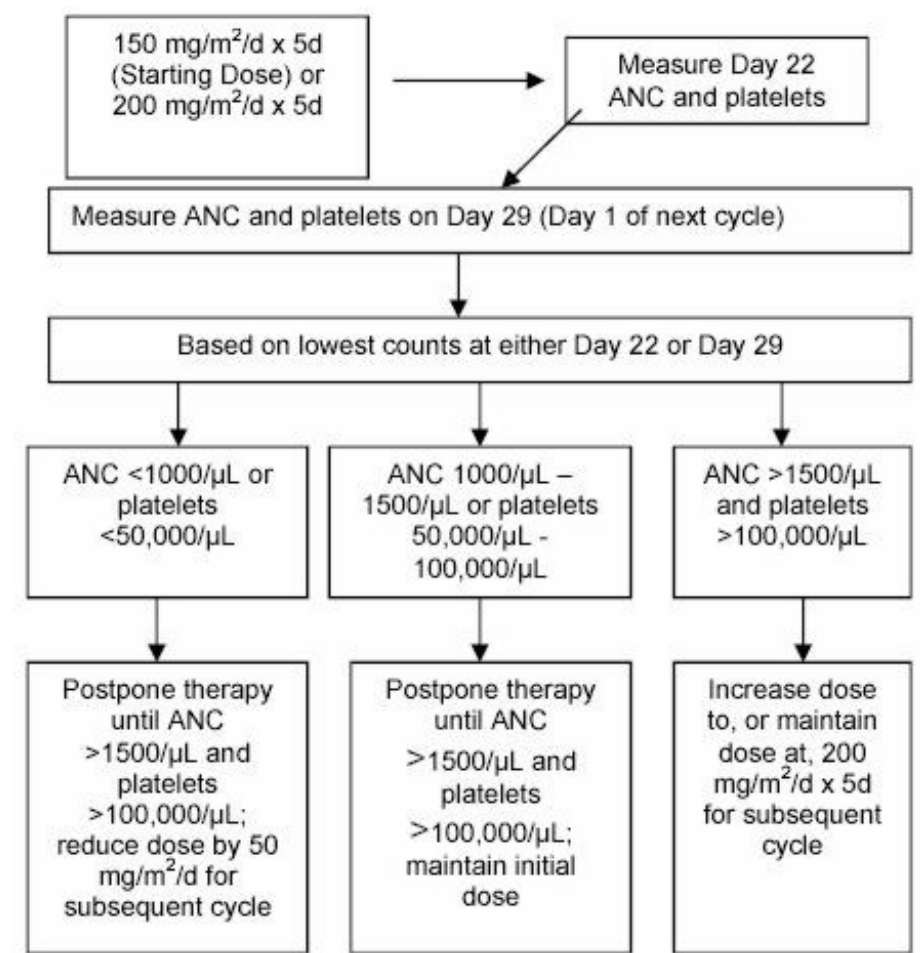 150 mg/m²/d x 5d
(Starting Dose) or
200 mg/m²/d x 5d
Measure Day 22
ANC and platelets
Measure ANC and platelets on Day 29 (Day 1 of next cycle)
Based on lowest counts at either Day 22 or Day 29
ANC <1000/µL or
platelets
<50,000/µL
ANC 1000/µL –
1500/µL or platelets
50,000/µL -
100,000/µL
ANC >1500/µL
and platelets
>100,000/µL
Postpone therapy
until ANC
>1500/µL and
platelets
>100,000/µL;
reduce dose by 50
mg/m²/d for
subsequent cycle
Postpone therapy
until ANC
>1500/µL and
platelets
>100,000/µL;
maintain initial
dose
Increase dose
to, or maintain
dose at, 200
mg/m²/d x 5d
for subsequent
cycle